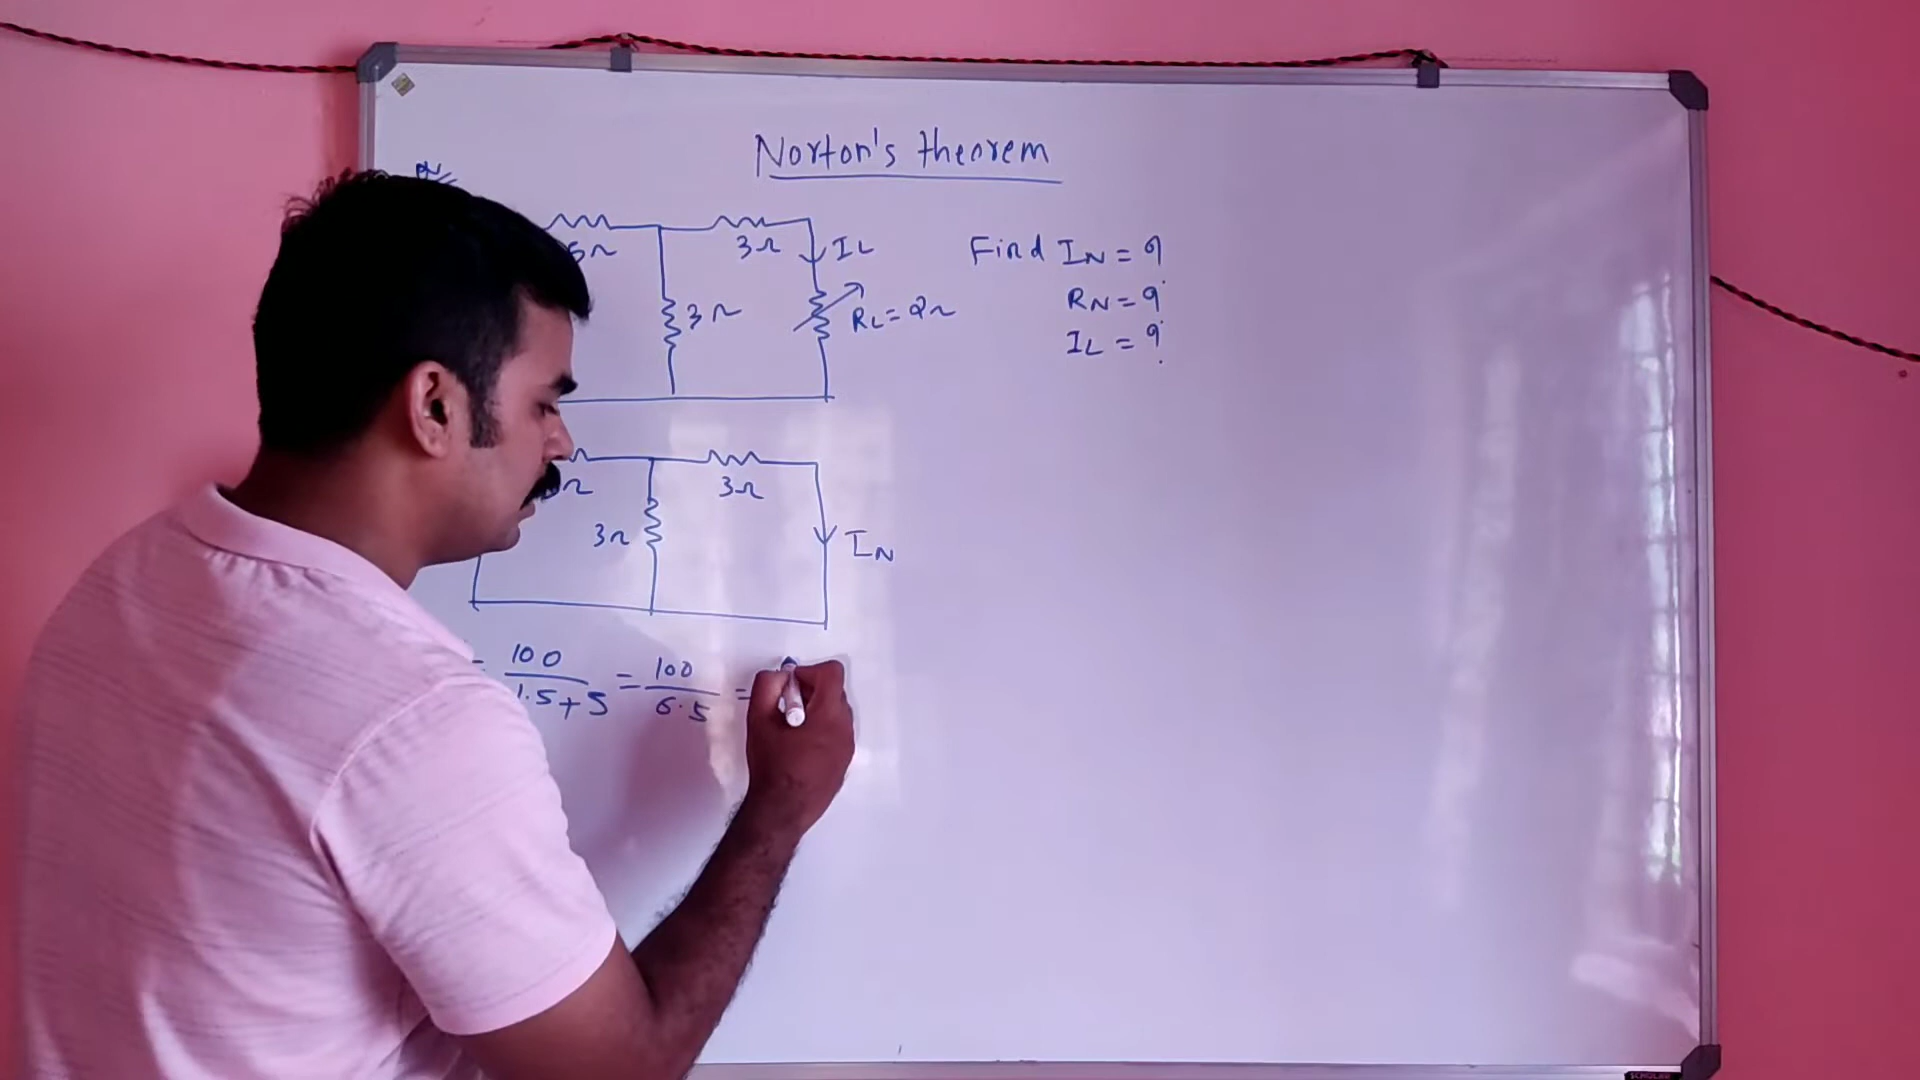 Norton's theorem
5Ω
3Ω
IL
3Ω
RL = 2Ω
Find IN = ?
RN = ?
IL = ?
3Ω
3Ω
IN
= 100 / 1.5+5 = 100 / 6.5 =